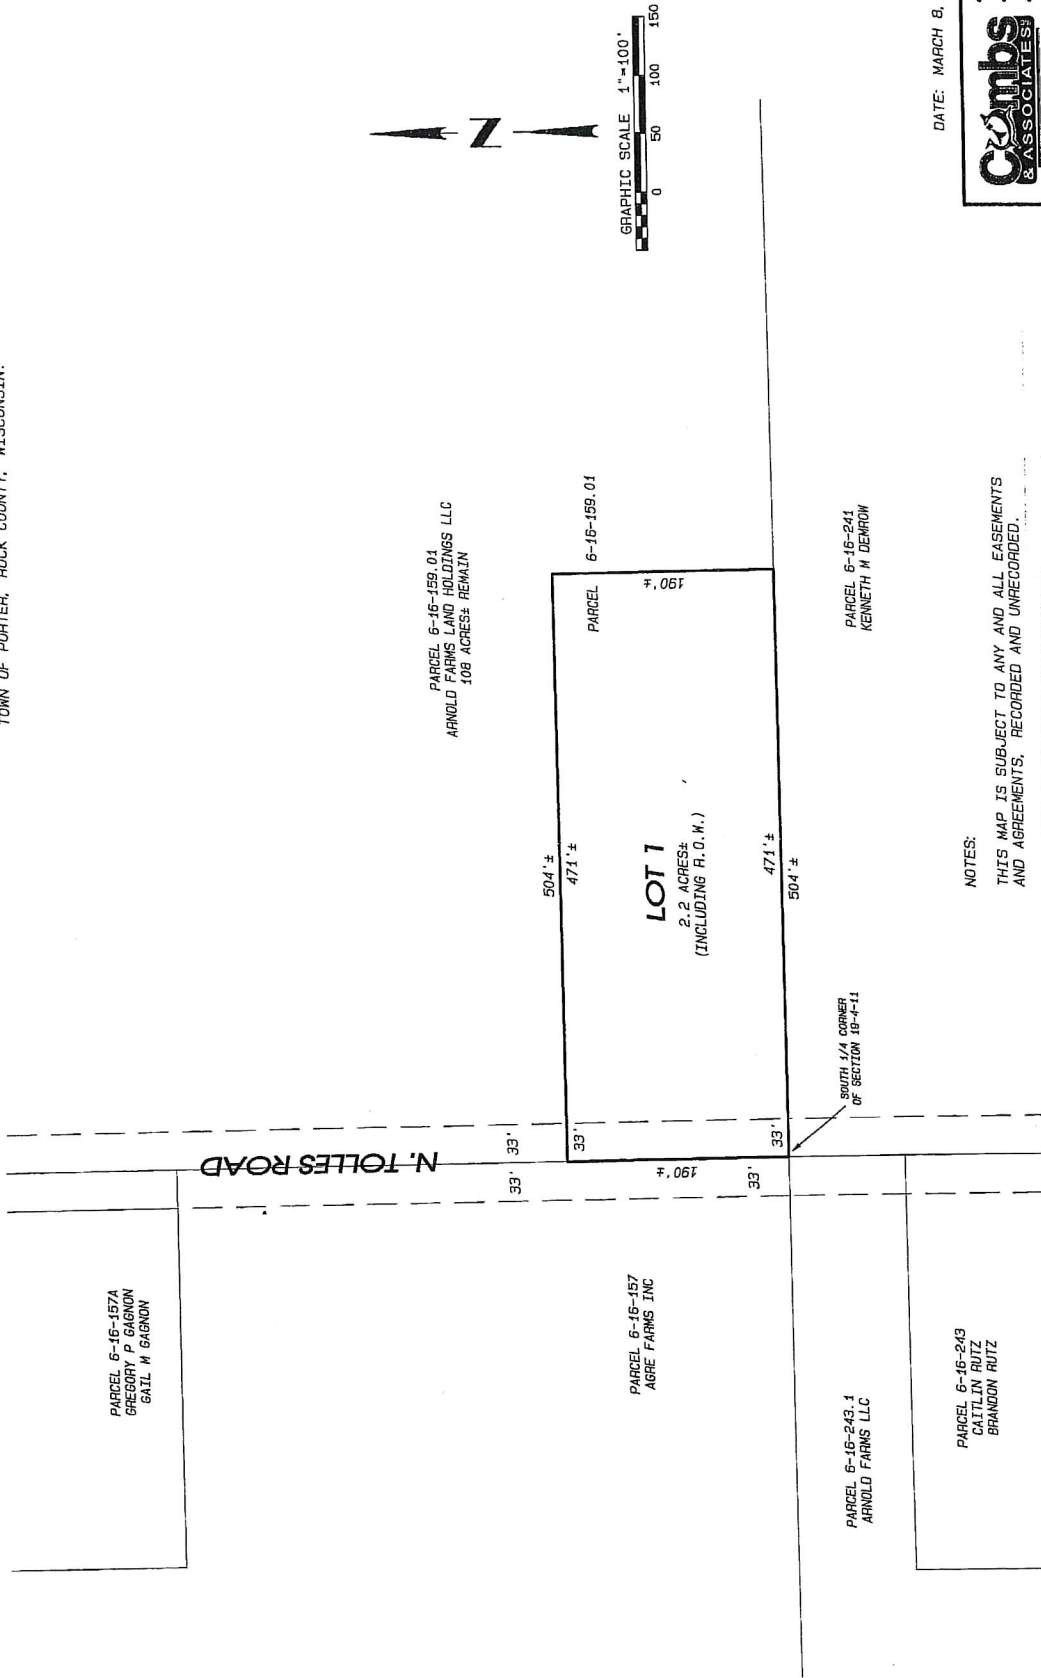 TOWN OF PORTER, ROCK COUNTY, WISCONSIN.
PARCEL 6-16-157A
GREGORY P GAGNON
GAIL M GAGNON
N. TOLLES ROAD
PARCEL 6-16-159.01
ARNOLD FARMS LAND HOLDINGS LLC
108 ACRES± REMAIN
N
GRAPHIC SCALE 1"=100'
0 50 100 150
33' 33'
504'±
471'±
33'
PARCEL 6-16-159.01
190'±
190'±
LOT 1
2.2 ACRES±
(INCLUDING R.O.W.)
PARCEL 6-16-157
AGRE FARMS INC
33' 33'
471'±
504'±
SOUTH 1/4 CORNER
OF SECTION 19-4-11
PARCEL 6-16-241
KENNETH M DEMROW
PARCEL 6-16-243.1
ARNOLD FARMS LLC
PARCEL 6-16-243
CAITLIN RUTZ
BRANDON RUTZ
NOTES:
THIS MAP IS SUBJECT TO ANY AND ALL EASEMENTS
AND AGREEMENTS, RECORDED AND UNRECORDED.
DATE: MARCH 8,
Combs
& ASSOCIATES